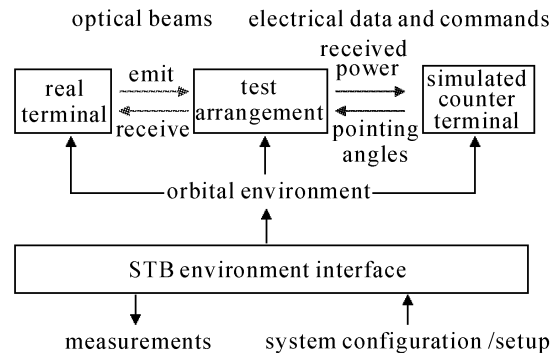 optical beams
electrical data and commands
real
terminal
emit
receive
test
arrangement
received
power
pointing
angles
simulated
counter
terminal
orbital environment
STB environment interface
measurements
system configuration /setup